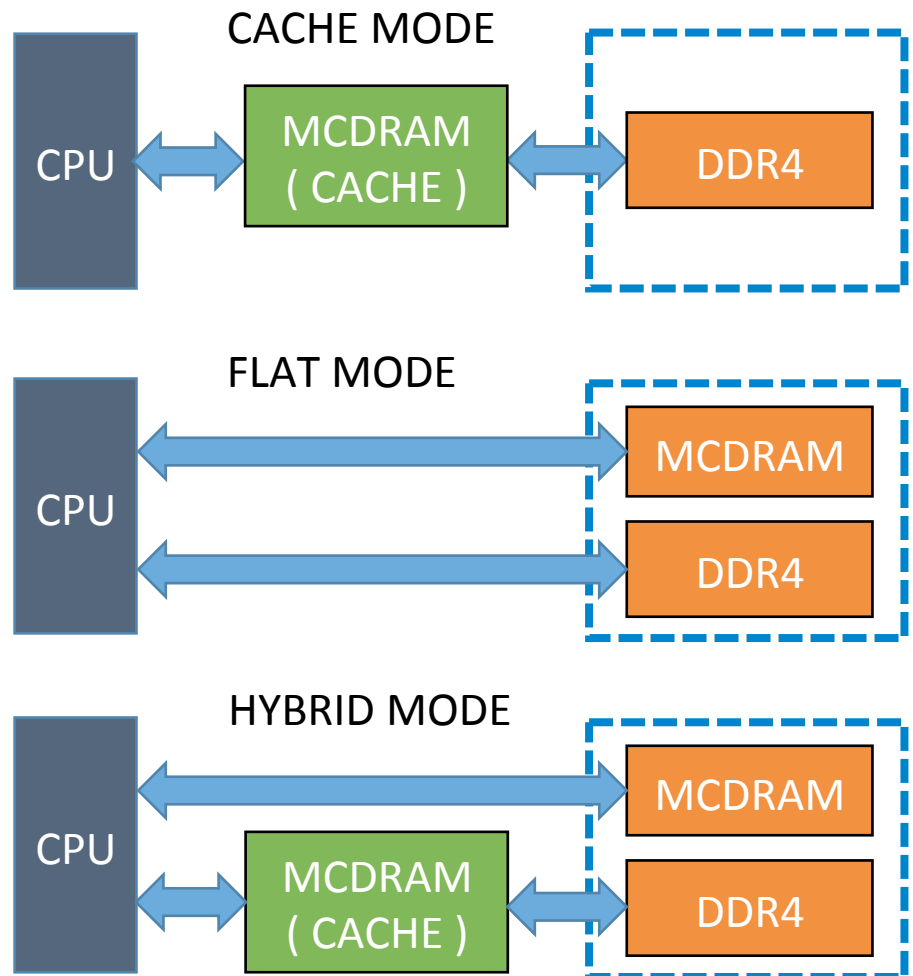 CACHE MODE
CPU
MCDRAM
( CACHE )
DDR4
FLAT MODE
CPU
MCDRAM
DDR4
HYBRID MODE
CPU
MCDRAM
MCDRAM
( CACHE )
DDR4